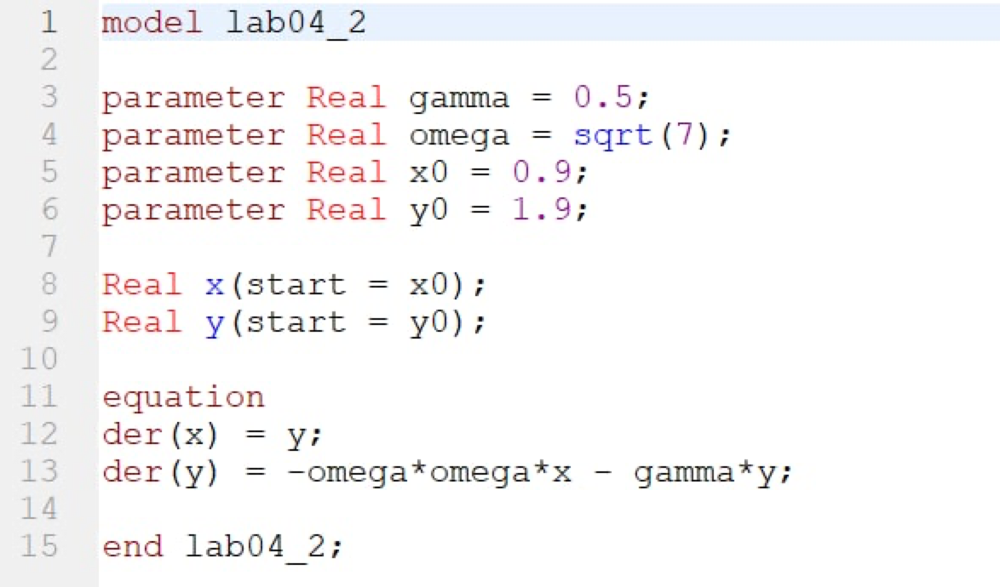 1 model lab04_2
2
3 parameter Real gamma = 0.5;
4 parameter Real omega = sqrt(7);
5 parameter Real x0 = 0.9;
6 parameter Real y0 = 1.9;
7
8 Real x(start = x0);
9 Real y(start = y0);
10
11 equation
12 der(x) = y;
13 der(y) = -omega*omega*x - gamma*y;
14
15 end lab04_2;